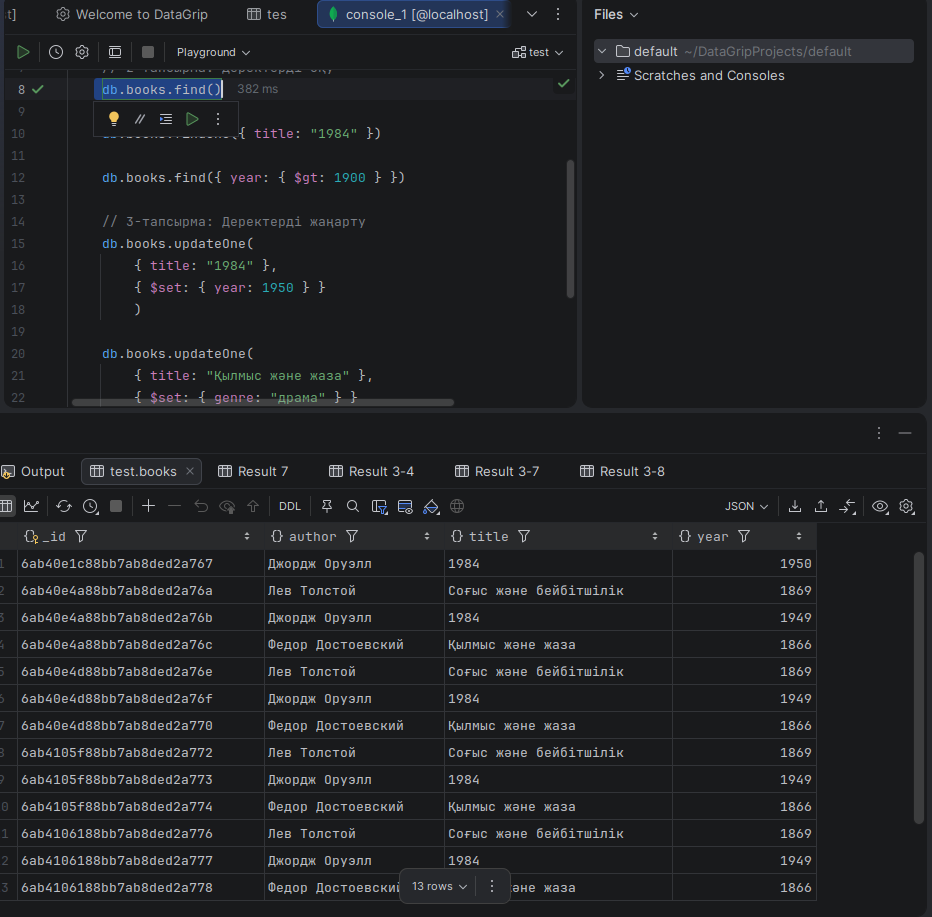 t] Welcome to DataGrip tes console_1 [@localhost]
Playground test
8 db.books.find() 382 ms
9
10 { title: "1984" })
11
12 db.books.find({ year: { $gt: 1900 } })
13
14 // 3-тапсырма: Деректерді жаңарту
15 db.books.updateOne(
16 { title: "1984" },
17 { $set: { year: 1950 } }
18 )
19
20 db.books.updateOne(
21 { title: "Қылмыс және жаза" },
22 { $set: { genre: "драма" } }
Files
default ~/DataGripProjects/default
Scratches and Consoles
Output test.books Result 7 Result 3-4 Result 3-7 Result 3-8
DDL JSON
_id author title year
1 6ab40e1c88bb7ab8ded2a767 Джордж Оруэлл 1984 1950
2 6ab40e4a88bb7ab8ded2a76a Лев Толстой Соғыс және бейбітшілік 1869
3 6ab40e4a88bb7ab8ded2a76b Джордж Оруэлл 1984 1949
4 6ab40e4a88bb7ab8ded2a76c Федор Достоевский Қылмыс және жаза 1866
5 6ab40e4d88bb7ab8ded2a76e Лев Толстой Соғыс және бейбітшілік 1869
6 6ab40e4d88bb7ab8ded2a76f Джордж Оруэлл 1984 1949
7 6ab40e4d88bb7ab8ded2a770 Федор Достоевский Қылмыс және жаза 1866
8 6ab4105f88bb7ab8ded2a772 Лев Толстой Соғыс және бейбітшілік 1869
9 6ab4105f88bb7ab8ded2a773 Джордж Оруэлл 1984 1949
0 6ab4105f88bb7ab8ded2a774 Федор Достоевский Қылмыс және жаза 1866
1 6ab4106188bb7ab8ded2a776 Лев Толстой Соғыс және бейбітшілік 1869
2 6ab4106188bb7ab8ded2a777 Джордж Оруэлл 1984 1949
3 6ab4106188bb7ab8ded2a778 Федор Достоевский және жаза 1866
13 rows